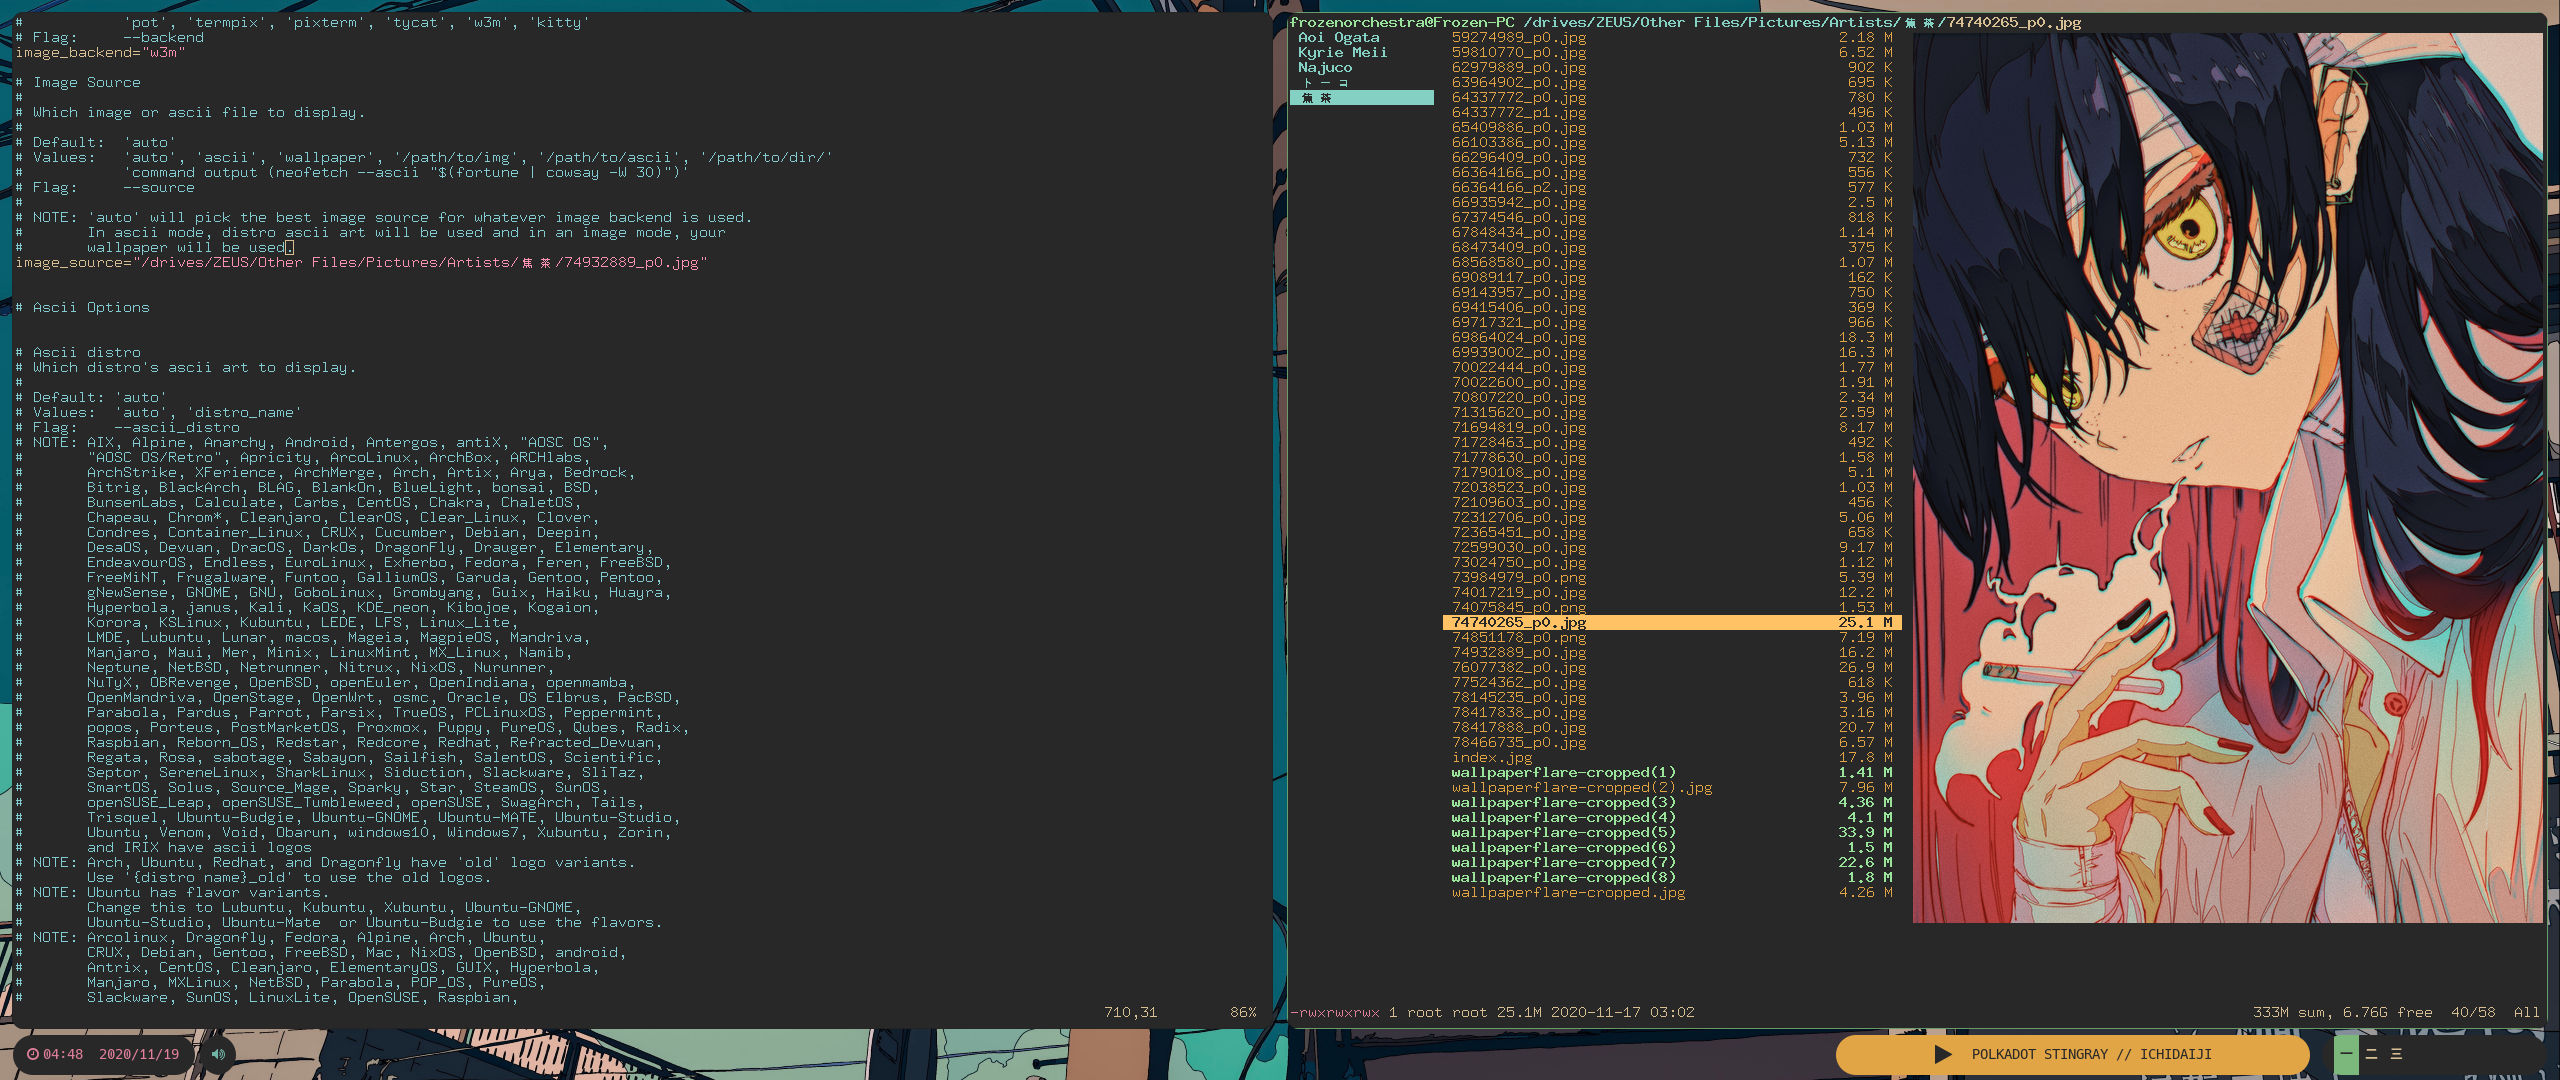 #           'pot', 'termpix', 'pixterm', 'tycat', 'w3m', 'kitty'
# Flag:     --backend
image_backend="w3m"
# Image Source
#
# Which image or ascii file to display.
#
# Default:  'auto'
# Values:   'auto', 'ascii', 'wallpaper', '/path/to/img', '/path/to/ascii', '/path/to/dir/'
#           'command output (neofetch --ascii "$(fortune | cowsay -W 30)")'
# Flag:     --source
#
# NOTE: 'auto' will pick the best image source for whatever image backend is used.
#       In ascii mode, distro ascii art will be used and in an image mode, your
#       wallpaper will be used.
image_source="/drives/ZEUS/Other Files/Pictures/Artists/焦茶/74932889_p0.jpg"
# Ascii Options
# Ascii distro
# Which distro's ascii art to display.
#
# Default: 'auto'
# Values:  'auto', 'distro_name'
# Flag:    --ascii_distro
# NOTE: AIX, Alpine, Anarchy, Android, Antergos, antiX, "AOSC OS",
#       "AOSC OS/Retro", Apricity, ArcoLinux, ArchBox, ARCHlabs,
#       ArchStrike, XFerience, ArchMerge, Arch, Artix, Arya, Bedrock,
#       Bitrig, BlackArch, BLAG, BlankOn, BlueLight, bonsai, BSD,
#       BunsenLabs, Calculate, Carbs, CentOS, Chakra, ChaletOS,
#       Chapeau, Chrom*, Cleanjaro, ClearOS, Clear_Linux, Clover,
#       Condres, Container_Linux, CRUX, Cucumber, Debian, Deepin,
#       DesaOS, Devuan, DracOS, DarkOs, DragonFly, Drauger, Elementary,
#       EndeavourOS, Endless, EuroLinux, Exherbo, Fedora, Feren, FreeBSD,
#       FreeMiNT, Frugalware, Funtoo, GalliumOS, Garuda, Gentoo, Pentoo,
#       gNewSense, GNOME, GNU, GoboLinux, Grombyang, Guix, Haiku, Huayra,
#       Hyperbola, janus, Kali, KaOS, KDE_neon, Kibojoe, Kogaion,
#       Korora, KSLinux, Kubuntu, LEDE, LFS, Linux_Lite,
#       LMDE, Lubuntu, Lunar, macos, Mageia, MagpieOS, Mandriva,
#       Manjaro, Maui, Mer, Minix, LinuxMint, MX_Linux, Namib,
#       Neptune, NetBSD, Netrunner, Nitrux, NixOS, Nurunner,
#       NuTyX, OBRevenge, OpenBSD, openEuler, OpenIndiana, openmamba,
#       OpenMandriva, OpenStage, OpenWrt, osmc, Oracle, OS Elbrus, PacBSD,
#       Parabola, Pardus, Parrot, Parsix, TrueOS, PCLinuxOS, Peppermint,
#       popos, Porteus, PostMarketOS, Proxmox, Puppy, PureOS, Qubes, Radix,
#       Raspbian, Reborn_OS, Redstar, Redcore, Redhat, Refracted_Devuan,
#       Regata, Rosa, sabotage, Sabayon, Sailfish, SalentOS, Scientific,
#       Septor, SereneLinux, SharkLinux, Siduction, Slackware, SliTaz,
#       SmartOS, Solus, Source_Mage, Sparky, Star, SteamOS, SunOS,
#       openSUSE_Leap, openSUSE_Tumbleweed, openSUSE, SwagArch, Tails,
#       Trisquel, Ubuntu-Budgie, Ubuntu-GNOME, Ubuntu-MATE, Ubuntu-Studio,
#       Ubuntu, Venom, Void, Obarun, windows10, Windows7, Xubuntu, Zorin,
#       and IRIX have ascii logos
# NOTE: Arch, Ubuntu, Redhat, and Dragonfly have 'old' logo variants.
#       Use '{distro name}_old' to use the old logos.
# NOTE: Ubuntu has flavor variants.
#       Change this to Lubuntu, Kubuntu, Xubuntu, Ubuntu-GNOME,
#       Ubuntu-Studio, Ubuntu-Mate  or Ubuntu-Budgie to use the flavors.
# NOTE: Arcolinux, Dragonfly, Fedora, Alpine, Arch, Ubuntu,
#       CRUX, Debian, Gentoo, FreeBSD, Mac, NixOS, OpenBSD, android,
#       Antrix, CentOS, Cleanjaro, ElementaryOS, GUIX, Hyperbola,
#       Manjaro, MXLinux, NetBSD, Parabola, POP_OS, PureOS,
#       Slackware, SunOS, LinuxLite, OpenSUSE, Raspbian,
710,31        86%
frozenorchestra@Frozen-PC /drives/ZEUS/Other Files/Pictures/Artists/焦茶/74740265_p0.jpg
Aoi Ogata
Kyrie Meii
Najuco
トーコ
焦茶
59274989_p0.jpg 2.18 M
59810770_p0.jpg 6.52 M
62979889_p0.jpg 902 K
63964902_p0.jpg 695 K
64337772_p0.jpg 780 K
64337772_p1.jpg 496 K
65409886_p0.jpg 1.03 M
66103386_p0.jpg 5.13 M
66296409_p0.jpg 732 K
66364166_p0.jpg 556 K
66364166_p2.jpg 577 K
66935942_p0.jpg 2.5 M
67374546_p0.jpg 818 K
67848434_p0.jpg 1.14 M
68473409_p0.jpg 375 K
68568580_p0.jpg 1.07 M
69089117_p0.jpg 162 K
69143957_p0.jpg 750 K
69415406_p0.jpg 369 K
69717321_p0.jpg 966 K
69864024_p0.jpg 18.3 M
69939002_p0.jpg 16.3 M
70022444_p0.jpg 1.77 M
70022600_p0.jpg 1.91 M
70807220_p0.jpg 2.34 M
71315620_p0.jpg 2.59 M
71694819_p0.jpg 8.17 M
71728463_p0.jpg 492 K
71778630_p0.jpg 1.58 M
71790108_p0.jpg 5.1 M
72038523_p0.jpg 1.03 M
72109603_p0.jpg 456 K
72312706_p0.jpg 5.06 M
72365451_p0.jpg 658 K
72599030_p0.jpg 9.17 M
73024750_p0.jpg 1.12 M
73984979_p0.png 5.39 M
74017219_p0.jpg 12.2 M
74075845_p0.png 1.53 M
74740265_p0.jpg 25.1 M
74851178_p0.png 7.19 M
74932889_p0.jpg 16.2 M
76077382_p0.jpg 26.9 M
77524362_p0.jpg 618 K
78145235_p0.jpg 3.96 M
78417838_p0.jpg 3.16 M
78417888_p0.jpg 20.7 M
78466735_p0.jpg 6.57 M
index.jpg 17.8 M
wallpaperflare-cropped(1) 1.41 M
wallpaperflare-cropped(2).jpg 7.96 M
wallpaperflare-cropped(3) 4.36 M
wallpaperflare-cropped(4) 4.1 M
wallpaperflare-cropped(5) 33.9 M
wallpaperflare-cropped(6) 1.5 M
wallpaperflare-cropped(7) 22.6 M
wallpaperflare-cropped(8) 1.8 M
wallpaperflare-cropped.jpg 4.26 M
-rwxrwxrwx 1 root root 25.1M 2020-11-17 03:02
333M sum, 6.76G free  40/58  All
04:48  2020/11/19
POLKADOT STINGRAY // ICHIDAIJI
一 二 三